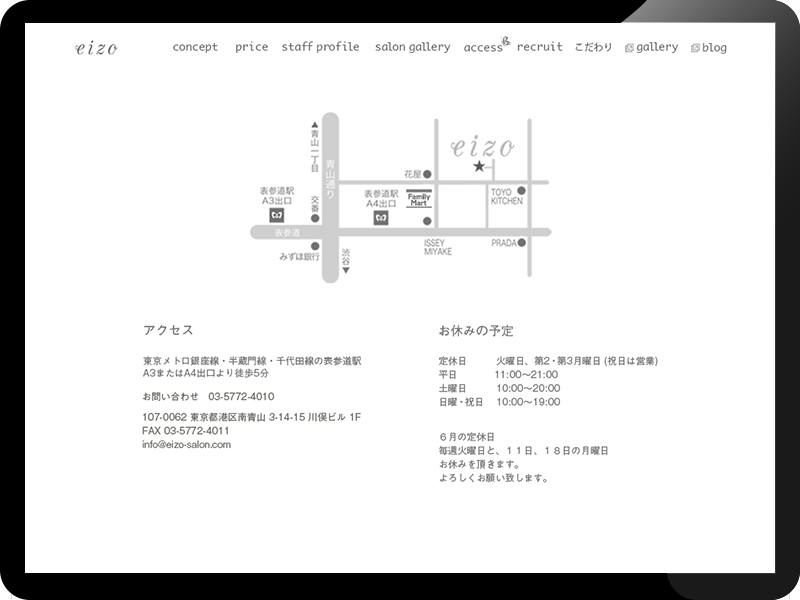 eizo
concept price staff profile salon gallery access recruit こだわり gallery blog
▲青山一丁目
青山通り
eizo
花屋
表参道駅
A3出口
交番
表参道駅
A4出口
Family
Mart
TOYO
KITCHEN
表参道
みずほ銀行
渋谷▼
ISSEY
MIYAKE
PRADA
アクセス
東京メトロ銀座線・半蔵門線・千代田線の表参道駅
A3またはA4出口より徒歩5分
お問い合わせ 03-5772-4010
107-0062 東京都港区南青山 3-14-15 川俣ビル 1F
FAX 03-5772-4011
info@eizo-salon.com
お休みの予定
定休日 火曜日、第2・第3月曜日 (祝日は営業)
平日 11:00〜21:00
土曜日 10:00〜20:00
日曜・祝日 10:00〜19:00
６月の定休日
毎週火曜日と、１１日、１８日の月曜日
お休みを頂きます。
よろしくお願い致します。